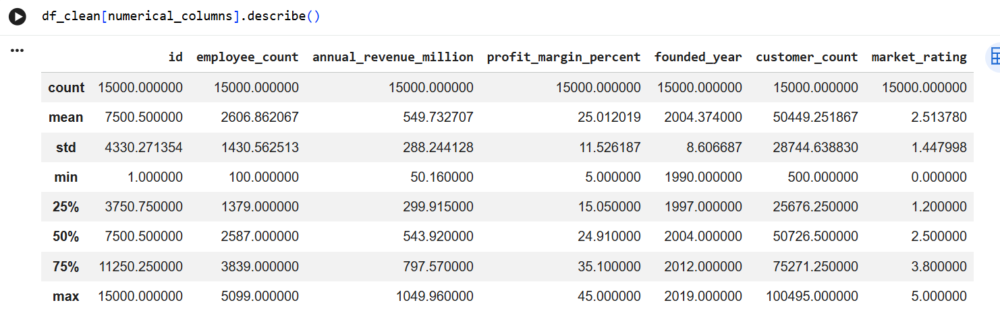 df_clean[numerical_columns].describe()
id employee_count annual_revenue_million profit_margin_percent founded_year customer_count market_rating
count 15000.000000 15000.000000 15000.000000 15000.000000 15000.000000 15000.000000 15000.000000
mean 7500.500000 2606.862067 549.732707 25.012019 2004.374000 50449.251867 2.513780
std 4330.271354 1430.562513 288.244128 11.526187 8.606687 28744.638830 1.447998
min 1.000000 100.000000 50.160000 5.000000 1990.000000 500.000000 0.000000
25% 3750.750000 1379.000000 299.915000 15.050000 1997.000000 25676.250000 1.200000
50% 7500.500000 2587.000000 543.920000 24.910000 2004.000000 50726.500000 2.500000
75% 11250.250000 3839.000000 797.570000 35.100000 2012.000000 75271.250000 3.800000
max 15000.000000 5099.000000 1049.960000 45.000000 2019.000000 100495.000000 5.000000